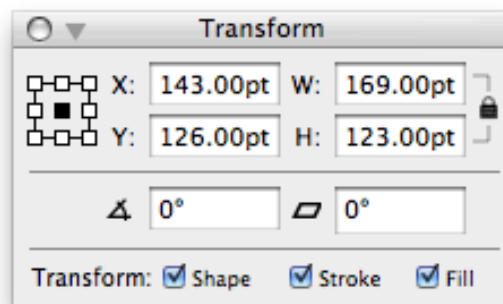 Transform
X: 143.00pt W: 169.00pt
Y: 126.00pt H: 123.00pt
0° 0°
Transform: Shape Stroke Fill